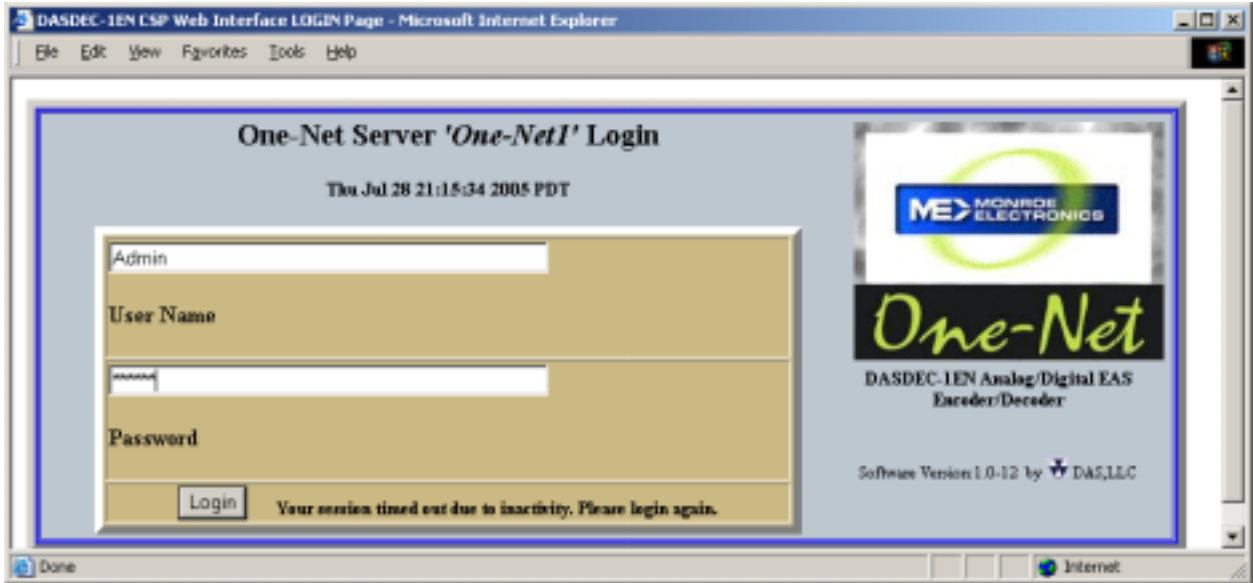 DASDEC-1EN CSP Web Interface LOGIN Page - Microsoft Internet Explorer
File Edit View Favorites Tools Help
One-Net Server 'One-Net1' Login
Thu Jul 28 21:15:34 2005 PDT
Admin
User Name
******
Password
Login Your session timed out due to inactivity. Please login again.
ME MONROE ELECTRONICS
One-Net
DASDEC-1EN Analog/Digital EAS
Encoder/Decoder
Software Version:1.0-12 by DAS,LLC
Done
Internet